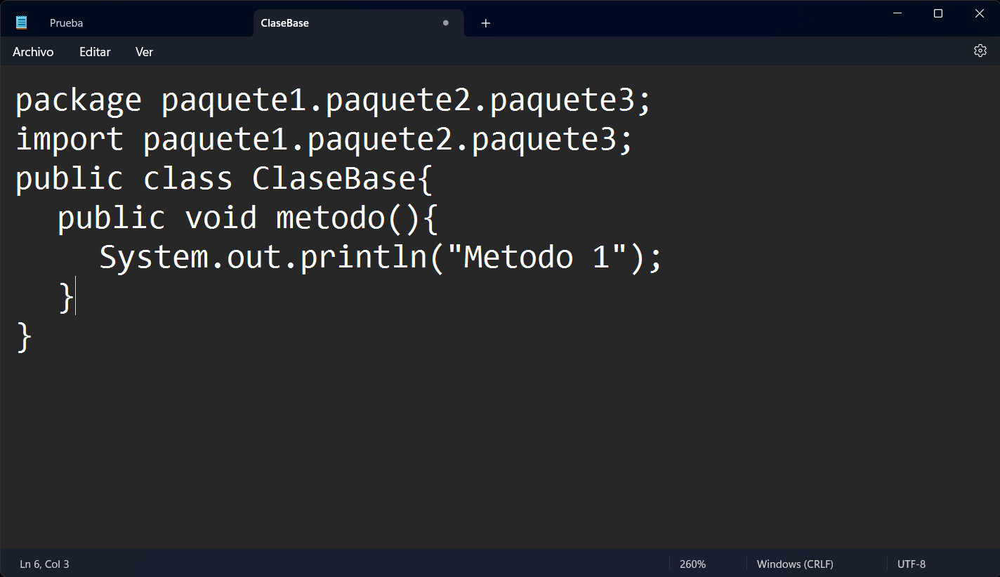 Prueba
ClaseBase
Archivo Editar Ver
package paquete1.paquete2.paquete3;
import paquete1.paquete2.paquete3;
public class ClaseBase{
public void metodo(){
System.out.println("Metodo 1");
}
}
Ln 6, Col 3
260%
Windows (CRLF)
UTF-8